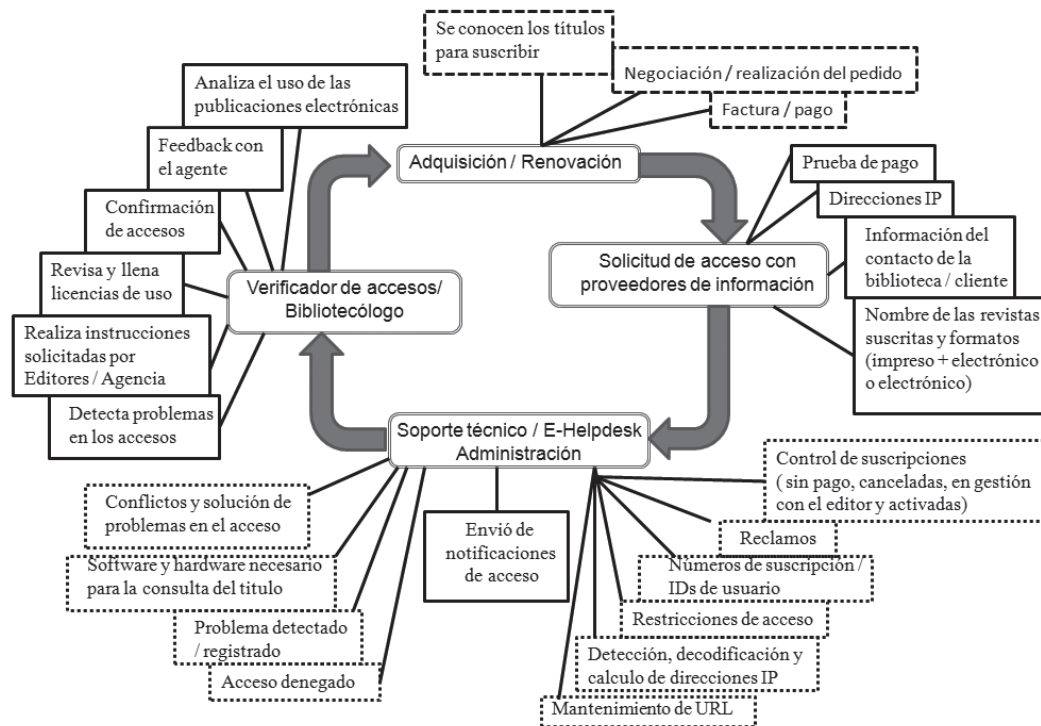 Se conocen los títulos
para suscribir
Negociación / realización del pedido
Factura / pago
Adquisición / Renovación
Analiza el uso de las
publicaciones electrónicas
Feedback con
el agente
Confirmación
de accesos
Revisa y llena
licencias de uso
Realiza instrucciones
solicitadas por
Editores / Agencia
Detecta problemas
en los accesos
Verificador de accesos/
Bibliotecólogo
Prueba de pago
Direcciones IP
Información del
contacto de la
biblioteca / cliente
Nombre de las revistas
suscritas y formatos
(impreso + electrónico
o electrónico)
Solicitud de acceso con
proveedores de información
Soporte técnico / E-Helpdesk
Administración
Conflictos y solución de
problemas en el acceso
Software y hardware necesario
para la consulta del titulo
Problema detectado
/ registrado
Acceso denegado
Envió de
notificaciones
de acceso
Control de suscripciones
( sin pago, canceladas, en gestión
con el editor y activadas)
Reclamos
Números de suscripción /
IDs de usuario
Restricciones de acceso
Detección, decodificación y
calculo de direcciones IP
Mantenimiento de URL